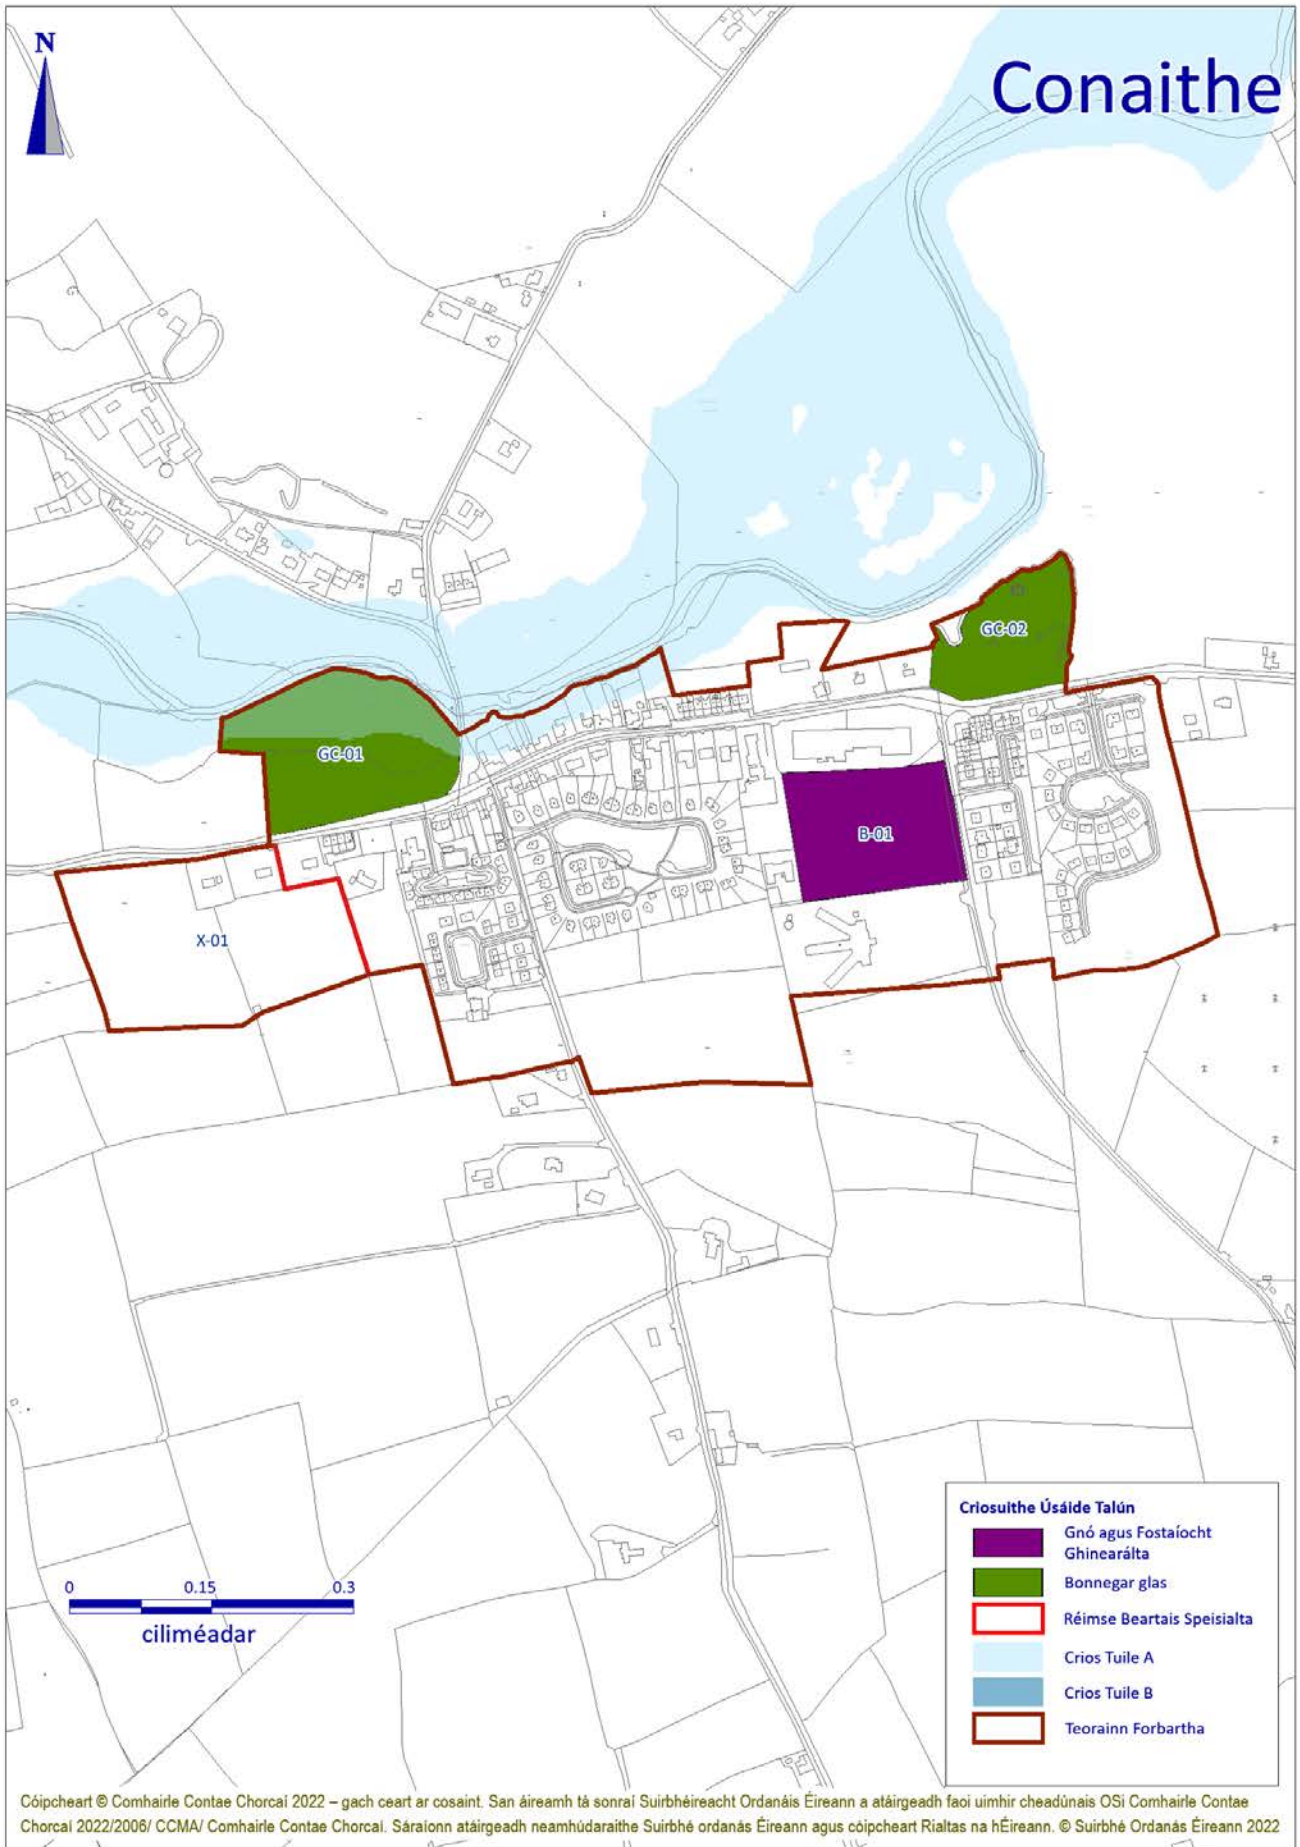 N
Conaithe
GC-02
GC-01
B-01
X-01
Criosuithe Úsáide Talún
Gnó agus Fostaíocht
Ghinearálta
Bonnegar glas
Réimse Beartais Speisialta
Crios Tuile A
Crios Tuile B
Teorainn Forbartha
0 0.15 0.3
ciliméadar
Cóipcheart © Comhairle Contae Chorcaí 2022 – gach ceart ar cosaint. San áireamh tá sonraí Suirbhéireacht Ordanáis Éireann a atáirgeadh faoi uimhir cheadúnais OSi Comhairle Contae
Chorcaí 2022/2006/ CCMA/ Comhairle Contae Chorcaí. Sáraíonn atáirgeadh neamhúdaraithe Suirbhé ordanás Éireann agus cóipcheart Rialtas na hÉireann. © Suirbhé Ordanás Éireann 2022